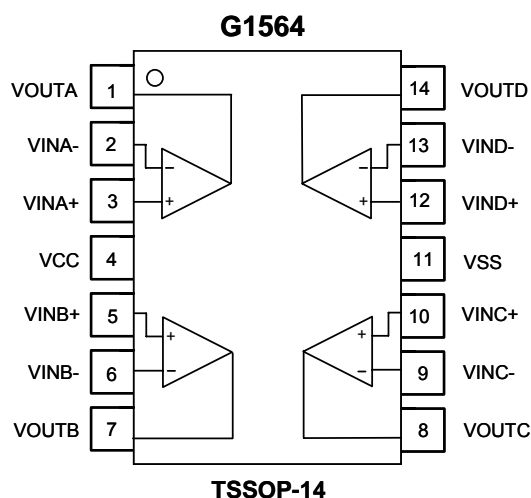 G1564
VOUTA 1 14 VOUTD
VINA- 2 − − 13 VIND-
VINA+ 3 + + 12 VIND+
VCC 4 11 VSS
VINB+ 5 + + 10 VINC+
VINB- 6 − − 9 VINC-
VOUTB 7 8 VOUTC
TSSOP-14